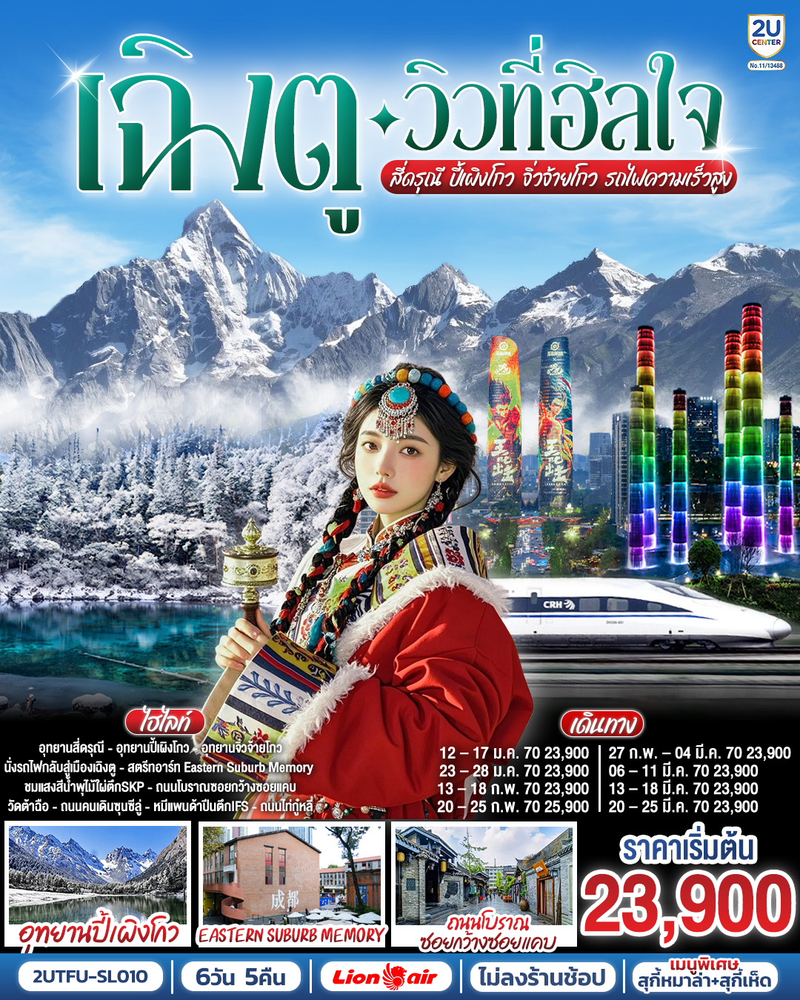 2U
CENTER
No.11/13488
เฉิงตู
วิวที่ฮีลใจ
สี่ดรุณี ปี้เผิงโกว จิ่วจ้ายโกว รถไฟความเร็วสูง
CRH
ไฮไลท์
อุทยานสี่ดรุณี - อุทยานปี้เผิงโกว - อุทยานจิ่วจ้ายโกว
นั่งรถไฟกลับสู่เมืองเฉิงตู - สตรีทอาร์ท Eastern Suburb Memory
ชมแสงสีน้ำพุไม้ไผ่ตึกSKP - ถนนโบราณซอยกว้างซอยแคบ
วัดต้าฉือ - ถนนคนเดินชุนซีลู่ - หมีแพนด้าปีนตึกIFS - ถนนไท่กู๋หลี่
เดินทาง
12 – 17 ม.ค. 70 23,900
23 – 28 ม.ค. 70 23,900
13 – 18 ก.พ. 70 23,900
20 – 25 ก.พ. 70 25,900
27 ก.พ. – 04 มี.ค. 70 23,900
06 – 11 มี.ค. 70 23,900
13 – 18 มี.ค. 70 23,900
20 – 25 มี.ค. 70 23,900
成都
อุทยานปี้เผิงโกว
EASTERN SUBURB MEMORY
ถนนโบราณ
ซอยกว้างซอยแคบ
ราคาเริ่มต้น
23,900
2UTFU-SL010
6วัน 5คืน
Lion air
ไม่ลงร้านช้อป
เมนูพิเศษ
สุกี้หม่าล่า+สุกี้เห็ด